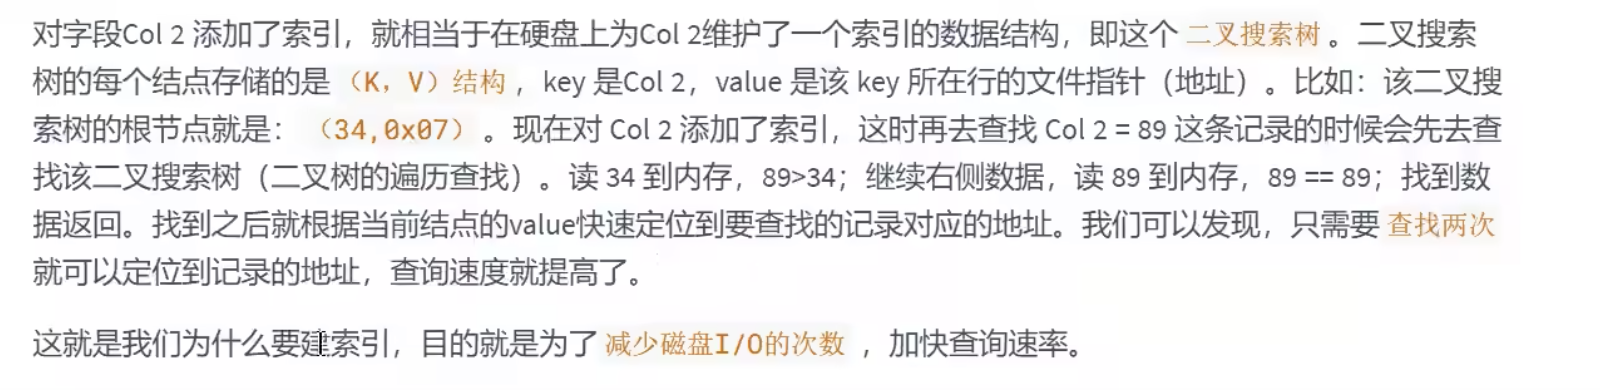 对字段Col 2 添加了索引，就相当于在硬盘上为Col 2维护了一个索引的数据结构，即这个 二叉搜索树 。二叉搜索
树的每个结点存储的是 （K，V）结构 ，key 是Col 2，value 是该 key 所在行的文件指针（地址）。比如：该二叉搜
索树的根节点就是： （34,0x07） 。现在对 Col 2 添加了索引，这时再去查找 Col 2 = 89 这条记录的时候会先去查
找该二叉搜索树（二叉树的遍历查找）。读 34 到内存，89>34；继续右侧数据，读 89 到内存，89 == 89；找到数
据返回。找到之后就根据当前结点的value快速定位到要查找的记录对应的地址。我们可以发现，只需要 查找两次
就可以定位到记录的地址，查询速度就提高了。
这就是我们为什么要建索引，目的就是为了 减少磁盘I/O的次数 ，加快查询速率。